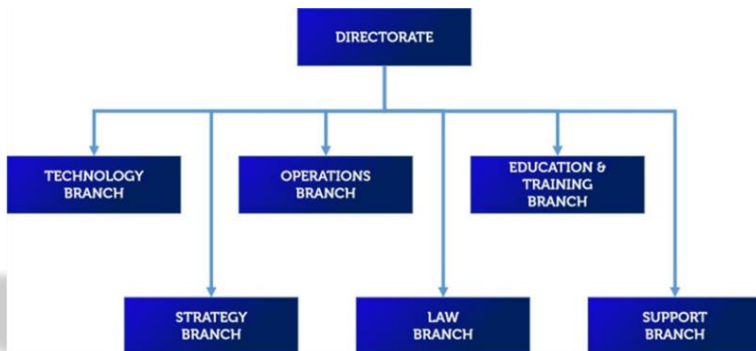 DIRECTORATE
TECHNOLOGY
BRANCH
OPERATIONS
BRANCH
EDUCATION &
TRAINING
BRANCH
STRATEGY
BRANCH
LAW
BRANCH
SUPPORT
BRANCH